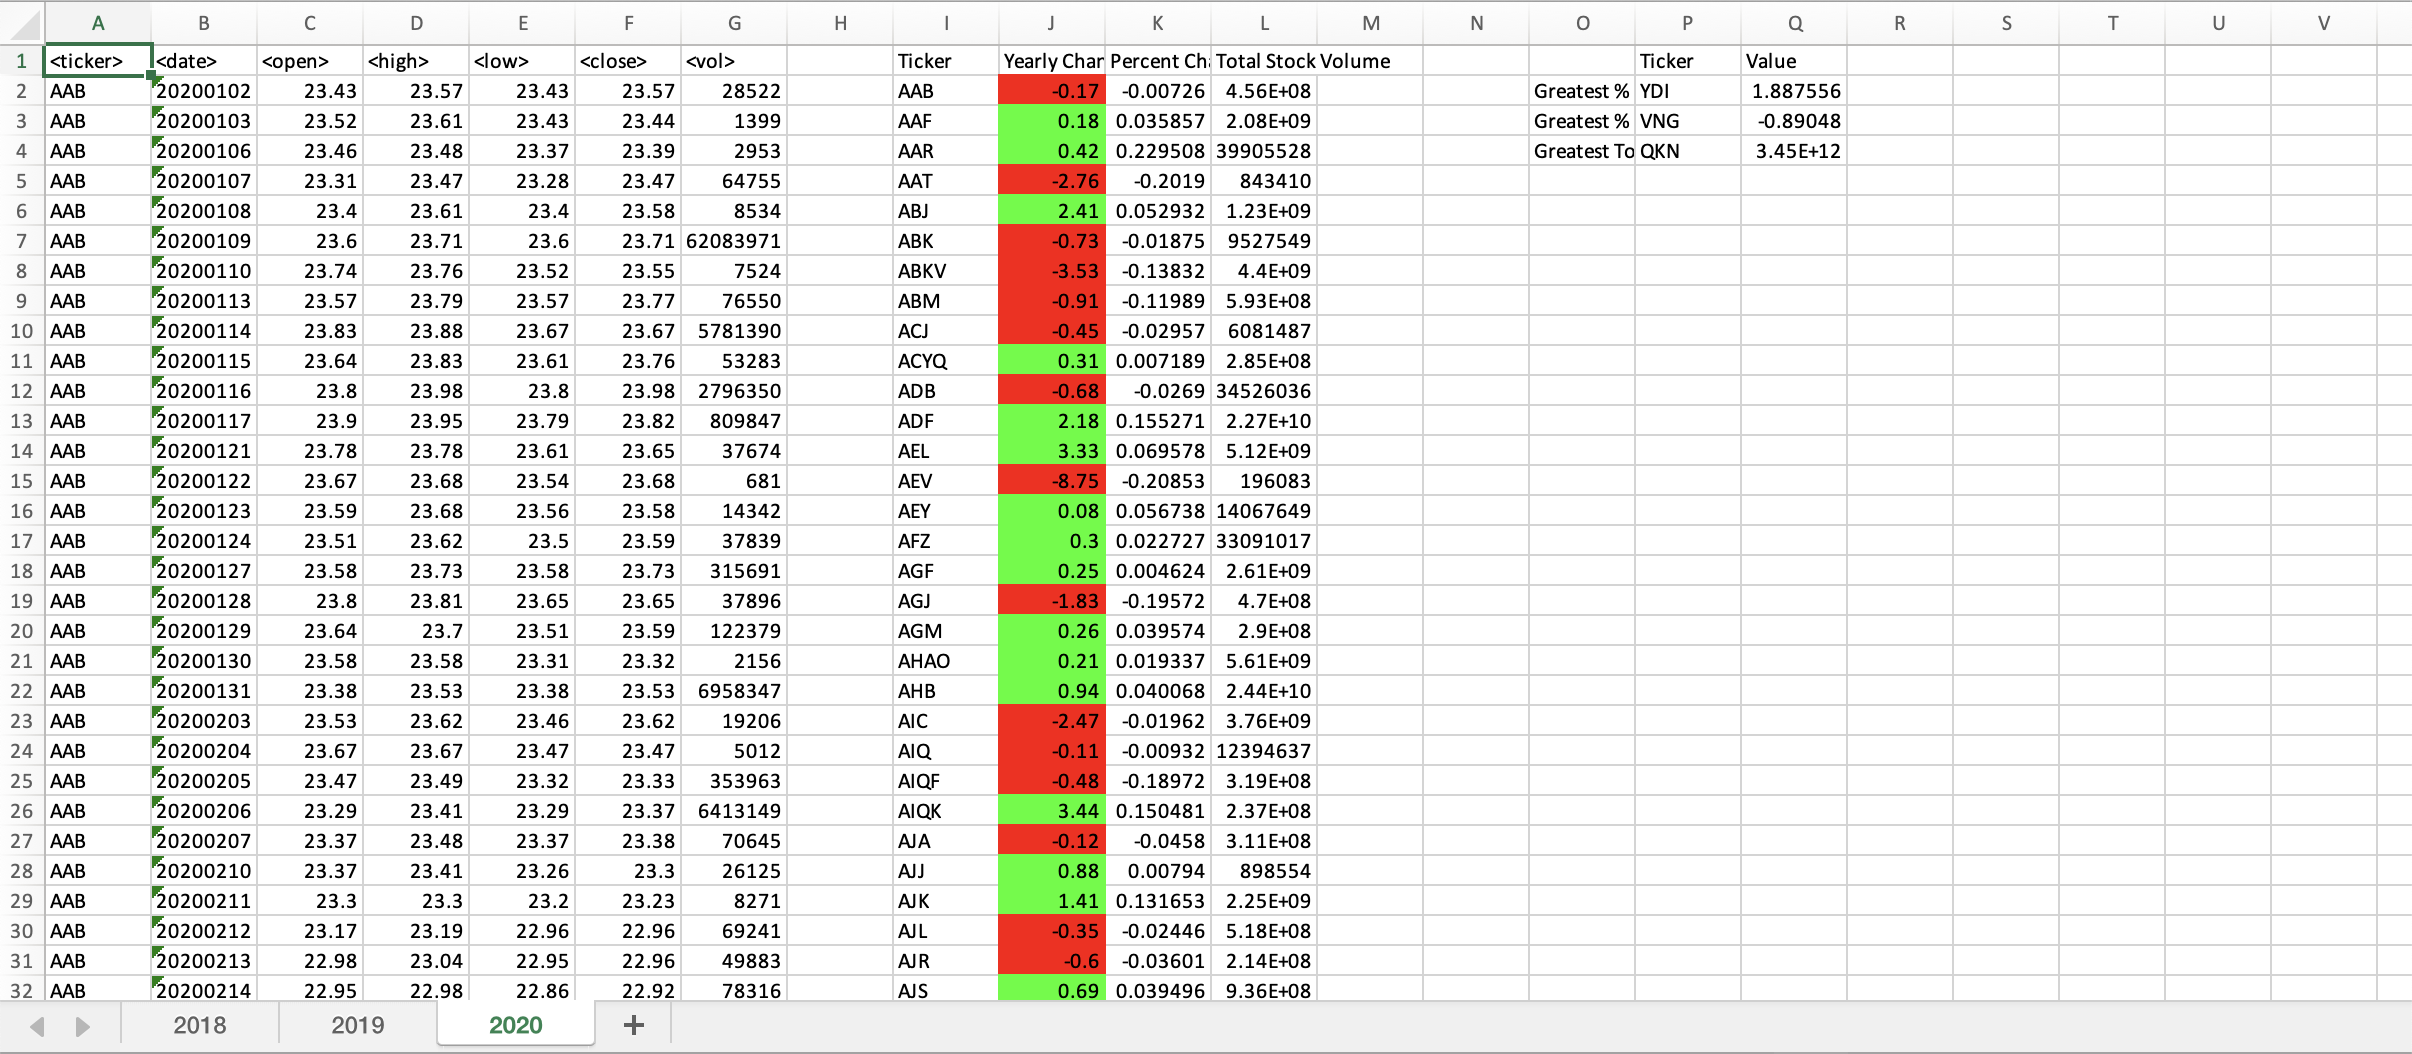 A B C D E F G H I J K L M N O P Q R S T U V
1 <ticker> <date> <open> <high> <low> <close> <vol> Ticker Yearly Chan Percent Ch Total Stock Volume Ticker Value
2 AAB 20200102 23.43 23.57 23.43 23.57 28522 AAB -0.17 -0.00726 4.56E+08 Greatest % YDI 1.887556
3 AAB 20200103 23.52 23.61 23.43 23.44 1399 AAF 0.18 0.035857 2.08E+09 Greatest % VNG -0.89048
4 AAB 20200106 23.46 23.48 23.37 23.39 2953 AAR 0.42 0.229508 39905528 Greatest To QKN 3.45E+12
5 AAB 20200107 23.31 23.47 23.28 23.47 64755 AAT -2.76 -0.2019 843410
6 AAB 20200108 23.4 23.61 23.4 23.58 8534 ABJ 2.41 0.052932 1.23E+09
7 AAB 20200109 23.6 23.71 23.6 23.71 62083971 ABK -0.73 -0.01875 9527549
8 AAB 20200110 23.74 23.76 23.52 23.55 7524 ABKV -3.53 -0.13832 4.4E+09
9 AAB 20200113 23.57 23.79 23.57 23.77 76550 ABM -0.91 -0.11989 5.93E+08
10 AAB 20200114 23.83 23.88 23.67 23.67 5781390 ACJ -0.45 -0.02957 6081487
11 AAB 20200115 23.64 23.83 23.61 23.76 53283 ACYQ 0.31 0.007189 2.85E+08
12 AAB 20200116 23.8 23.98 23.8 23.98 2796350 ADB -0.68 -0.0269 34526036
13 AAB 20200117 23.9 23.95 23.79 23.82 809847 ADF 2.18 0.155271 2.27E+10
14 AAB 20200121 23.78 23.78 23.61 23.65 37674 AEL 3.33 0.069578 5.12E+09
15 AAB 20200122 23.67 23.68 23.54 23.68 681 AEV -8.75 -0.20853 196083
16 AAB 20200123 23.59 23.68 23.56 23.58 14342 AEY 0.08 0.056738 14067649
17 AAB 20200124 23.51 23.62 23.5 23.59 37839 AFZ 0.3 0.022727 33091017
18 AAB 20200127 23.58 23.73 23.58 23.73 315691 AGF 0.25 0.004624 2.61E+09
19 AAB 20200128 23.8 23.81 23.65 23.65 37896 AGJ -1.83 -0.19572 4.7E+08
20 AAB 20200129 23.64 23.7 23.51 23.59 122379 AGM 0.26 0.039574 2.9E+08
21 AAB 20200130 23.58 23.58 23.31 23.32 2156 AHAO 0.21 0.019337 5.61E+09
22 AAB 20200131 23.38 23.53 23.38 23.53 6958347 AHB 0.94 0.040068 2.44E+10
23 AAB 20200203 23.53 23.62 23.46 23.62 19206 AIC -2.47 -0.01962 3.76E+09
24 AAB 20200204 23.67 23.67 23.47 23.47 5012 AIQ -0.11 -0.00932 12394637
25 AAB 20200205 23.47 23.49 23.32 23.33 353963 AIQF -0.48 -0.18972 3.19E+08
26 AAB 20200206 23.29 23.41 23.29 23.37 6413149 AIQK 3.44 0.150481 2.37E+08
27 AAB 20200207 23.37 23.48 23.37 23.38 70645 AJA -0.12 -0.0458 3.11E+08
28 AAB 20200210 23.37 23.41 23.26 23.3 26125 AJJ 0.88 0.00794 898554
29 AAB 20200211 23.3 23.3 23.2 23.23 8271 AJK 1.41 0.131653 2.25E+09
30 AAB 20200212 23.17 23.19 22.96 22.96 69241 AJL -0.35 -0.02446 5.18E+08
31 AAB 20200213 22.98 23.04 22.95 22.96 49883 AJR -0.6 -0.03601 2.14E+08
32 AAB 20200214 22.95 22.98 22.86 22.92 78316 AJS 0.69 0.039496 9.36E+08
2018 2019 2020 +